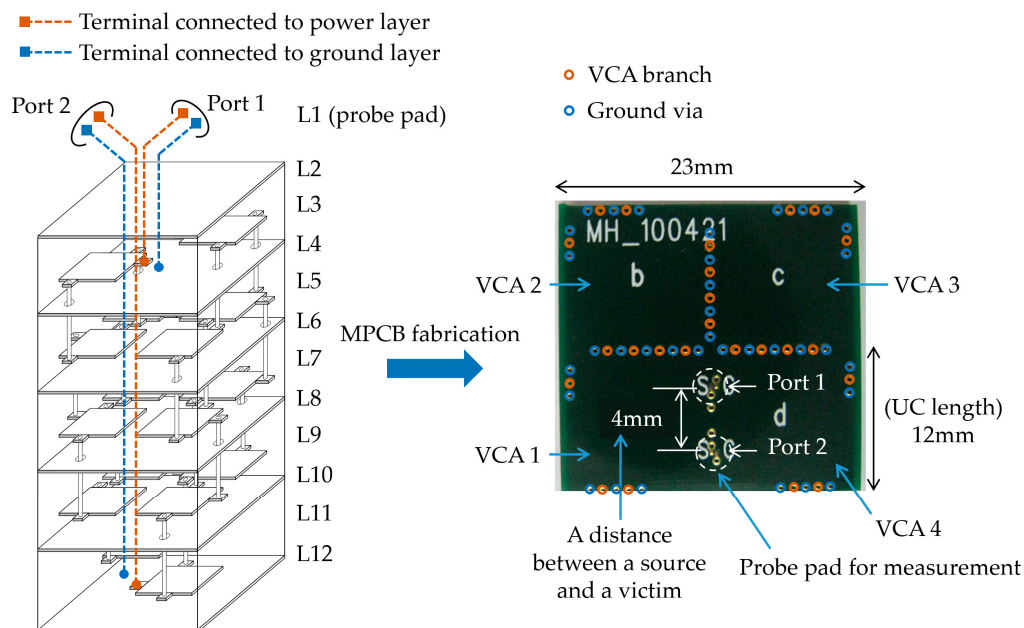 Terminal connected to power layer
Terminal connected to ground layer
Port 2
Port 1
L1 (probe pad)
L2
L3
L4
L5
L6
L7
L8
L9
L10
L11
L12
MPCB fabrication
VCA branch
Ground via
23mm
MH_100421
b
c
VCA 2
VCA 3
S G
Port 1
4mm
d
(UC length)
12mm
S G
Port 2
VCA 1
VCA 4
A distance
between a source
and a victim
Probe pad for measurement